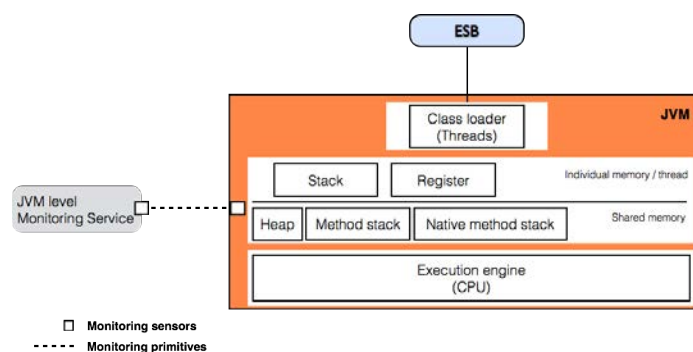 ESB
JVM
Class loader
(Threads)
Stack
Register
Individual memory / thread
JVM level
Monitoring Service
Shared memory
Heap
Method stack
Native method stack
Execution engine
(CPU)
Monitoring sensors
Monitoring primitives